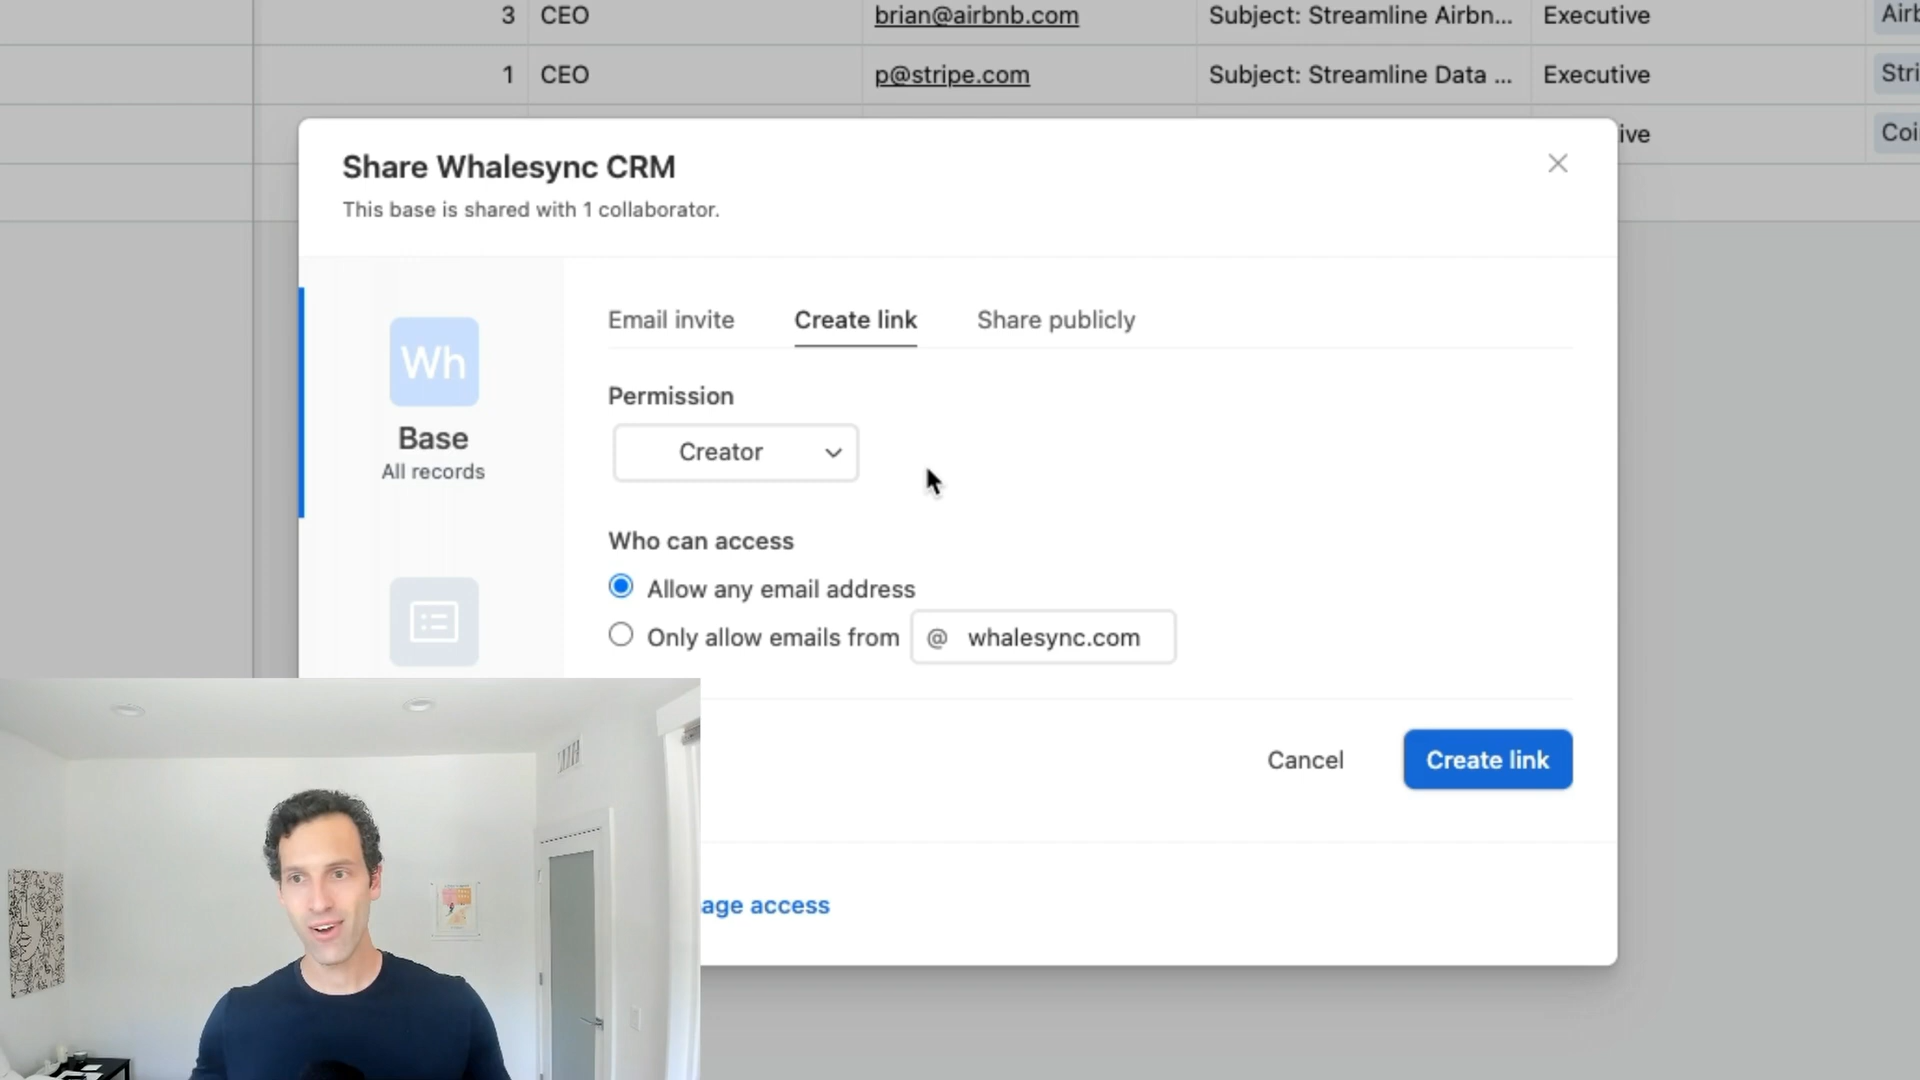 3 CEO brian@airbnb.com Subject: Streamline Airbn... Executive Airb
1 CEO p@stripe.com Subject: Streamline Data ... Executive Stri
ive Coi
Share Whalesync CRM
This base is shared with 1 collaborator.
Wh
Base
All records
Email invite Create link Share publicly
Permission
Creator
Who can access
Allow any email address
Only allow emails from @ whalesync.com
Cancel Create link
age access